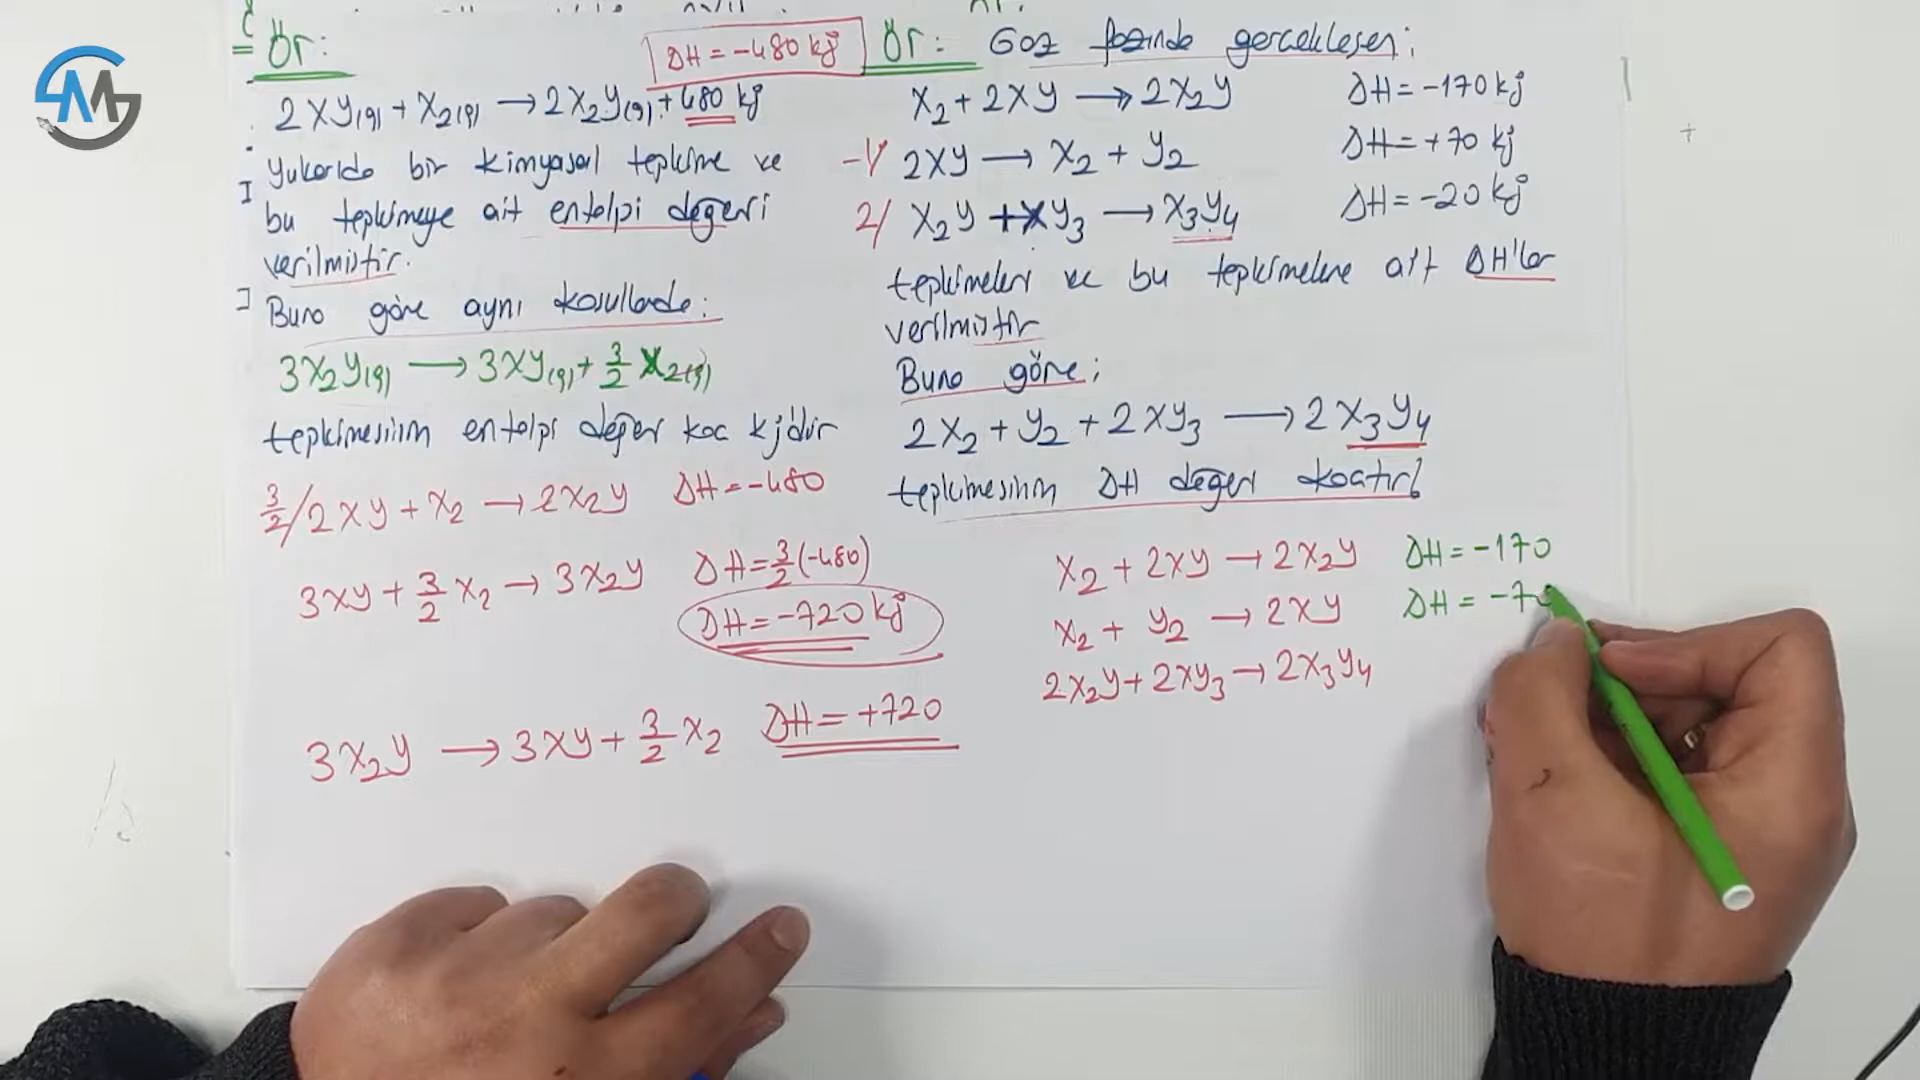 Ör:
ΔH = -480 kj
2XY(g) + X2(g) → 2X2Y(g) + 480 kj
Yukarıda bir kimyasal tepkime ve
bu tepkimeye ait entalpi değeri
verilmiştir.
Buna göre aynı koşullarda:
3X2Y(g) → 3XY(g) + 3/2 X2(g)
tepkimesinin entalpi değeri kaç kj'dür
3/2 / 2XY + X2 → 2X2Y ΔH = -480
3XY + 3/2 X2 → 3X2Y ΔH = 3/2 (-480)
ΔH = -720 kj
3X2Y → 3XY + 3/2 X2 ΔH = +720
Ör: Gaz fazında gerçekleşen;
X2 + 2XY → 2X2Y ΔH = -170 kj
-1/ 2XY → X2 + Y2 ΔH = +70 kj
2/ X2Y + XY3 → X3Y4 ΔH = -20 kj
tepkimeleri ve bu tepkimelere ait ΔH'lar
verilmiştir
Buna göre;
2X2 + Y2 + 2XY3 → 2X3Y4
tepkimesinin ΔH değeri kaçtır?
X2 + 2XY → 2X2Y ΔH = -170
X2 + Y2 → 2XY ΔH = -70
2X2Y + 2XY3 → 2X3Y4